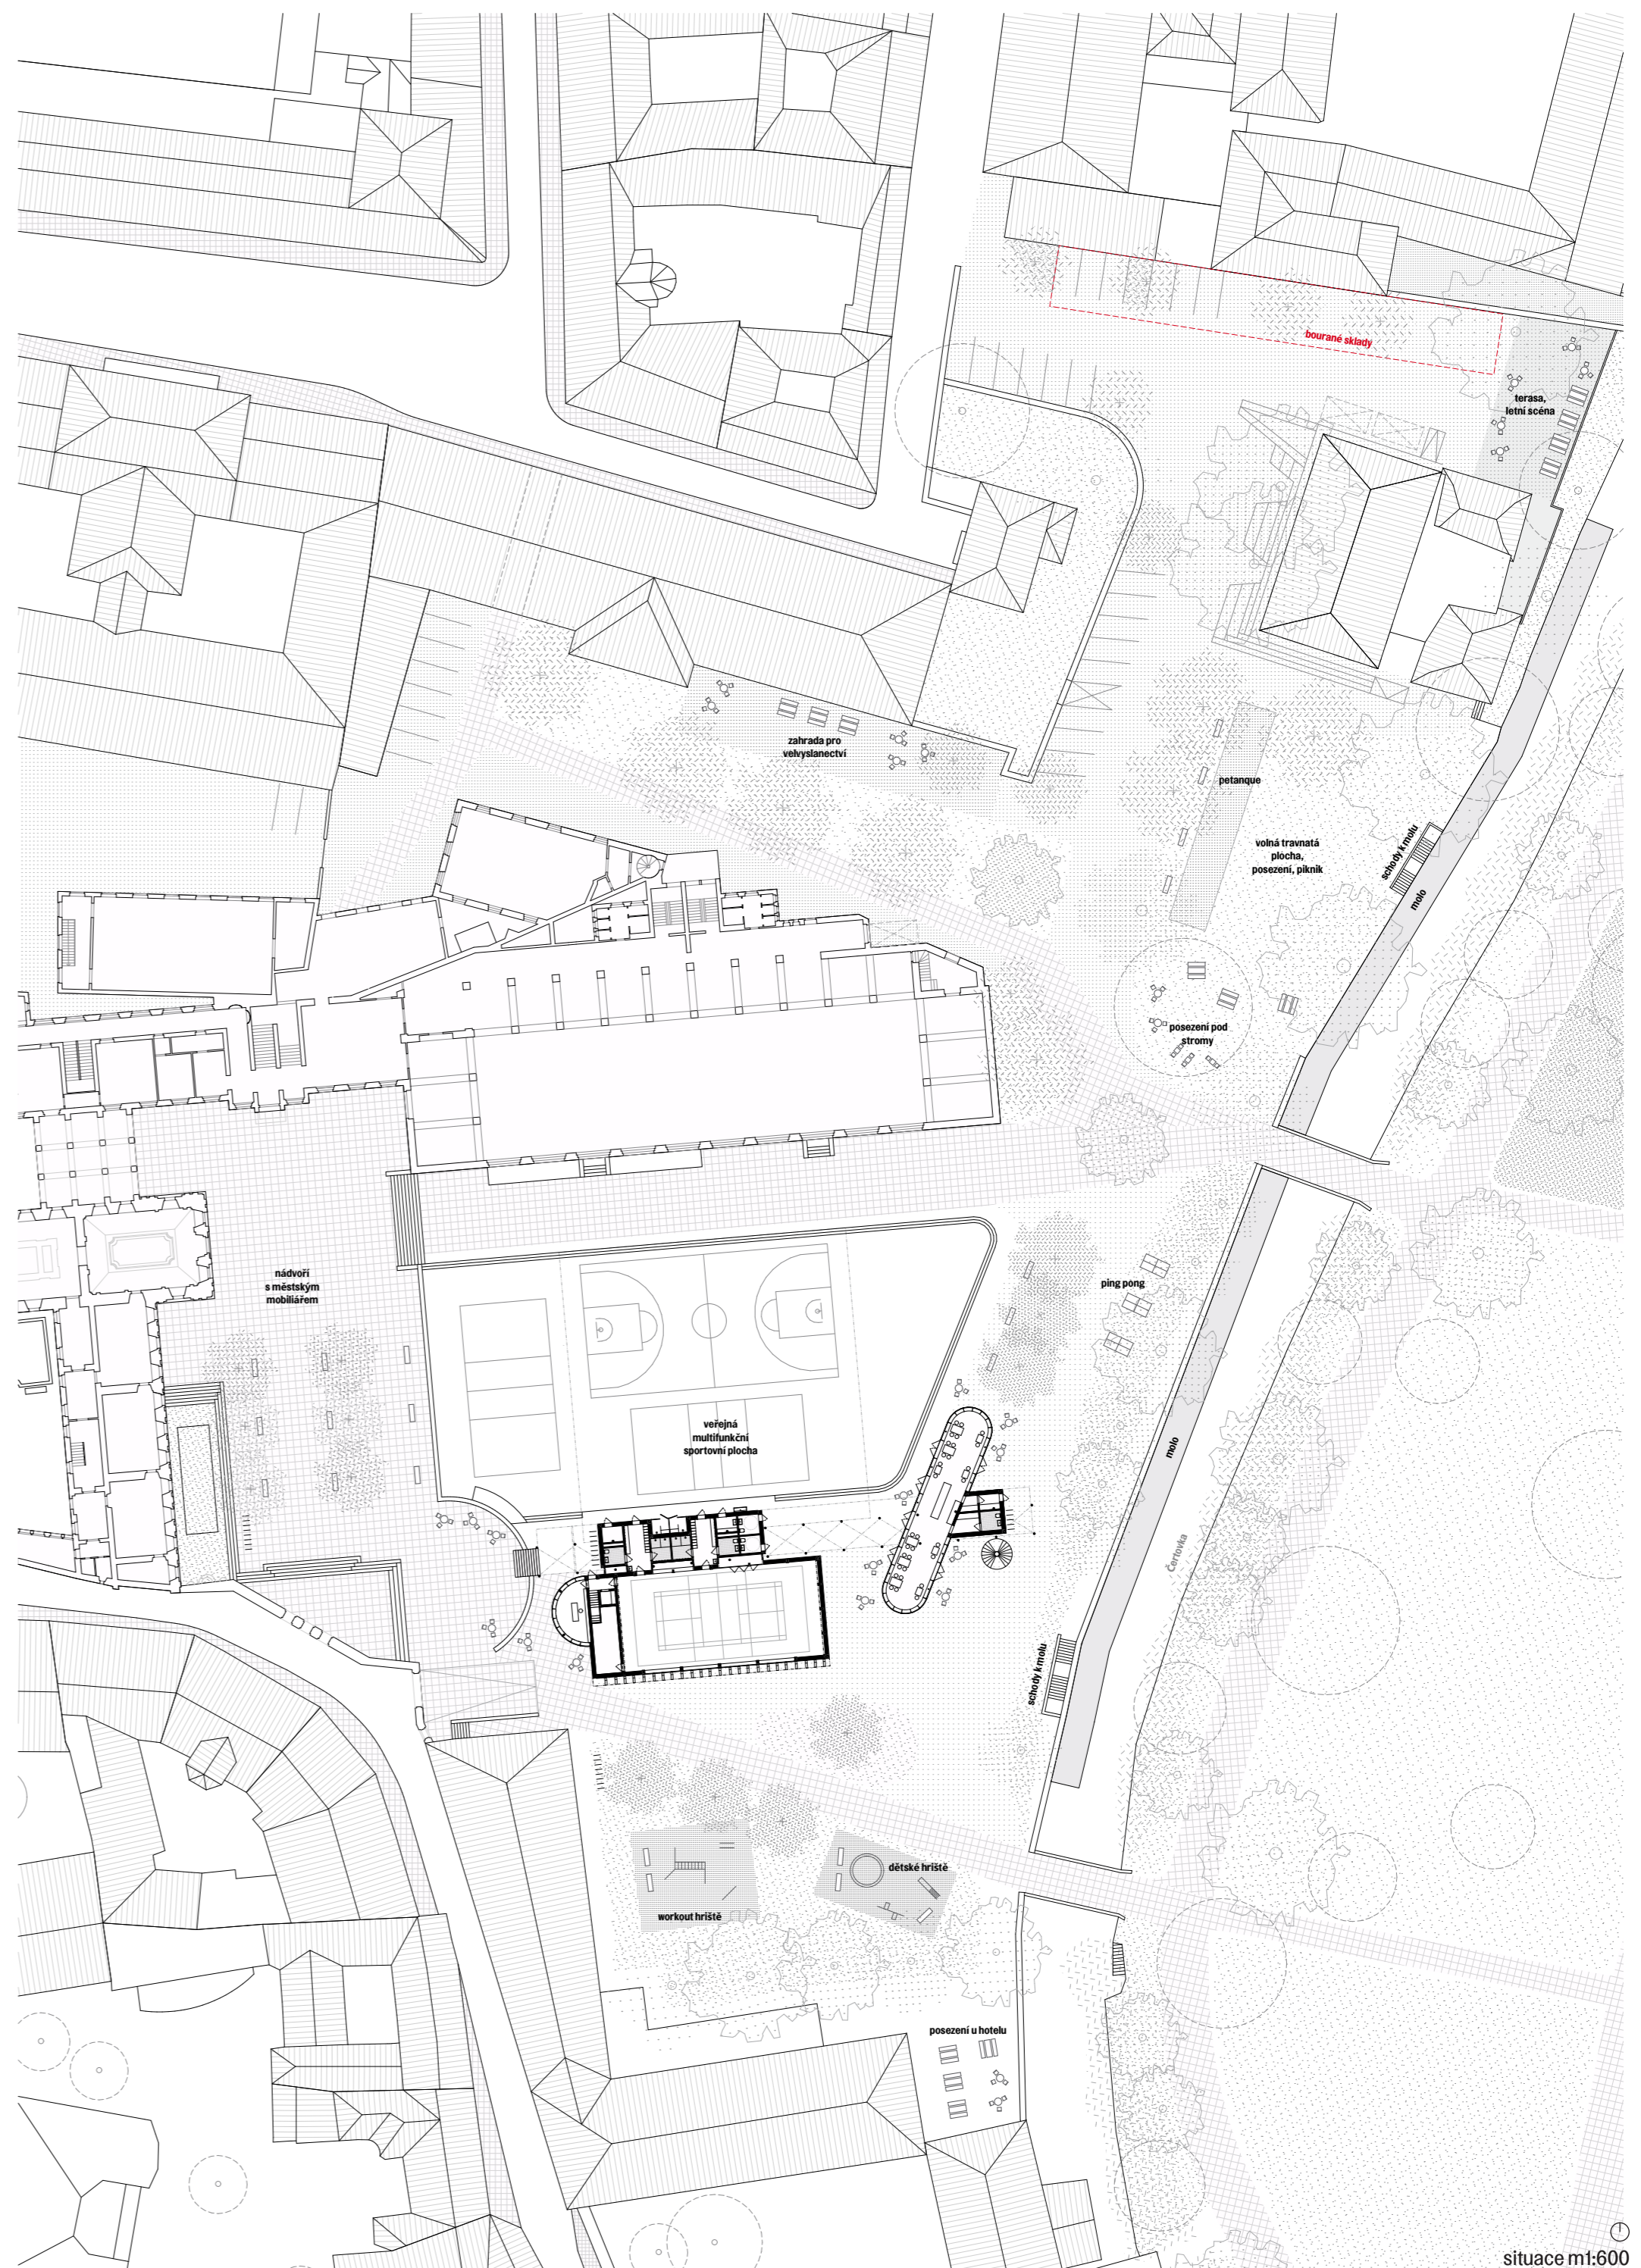 bourané sklady
terasa,
letní scéna
zahrada pro
velvyslanectví
petanque
volná travnatá
plocha,
posezení, piknik
schody k molu
molo
posezení pod
stromy
nádvoří
s městským
mobiliářem
ping pong
veřejná
multifunkční
sportovní plocha
molo
Čertovka
schody k molu
dětské hriště
workout hriště
posezení u hotelu
situace m1:600